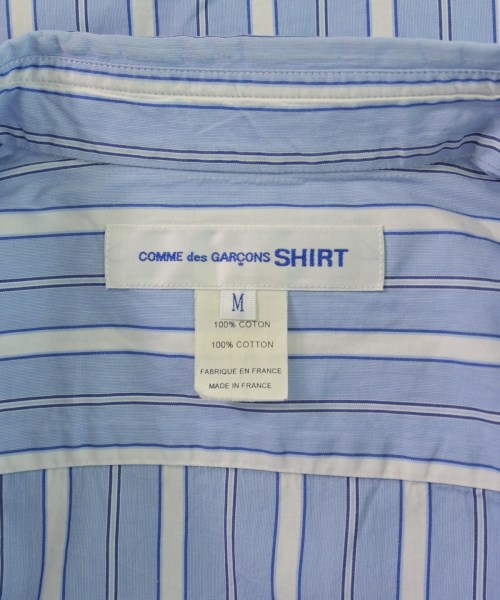 COMME des GARÇONS SHIRT
M
100% COTON
100% COTTON
FABRIQUE EN FRANCE
MADE IN FRANCE